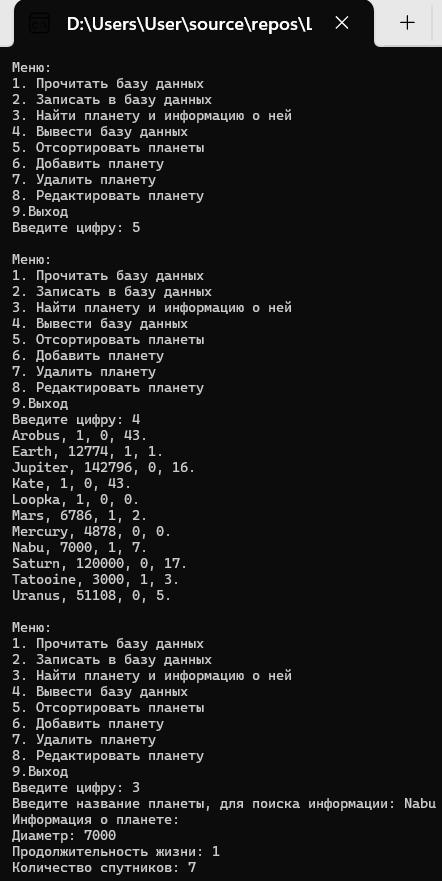 D:\Users\User\source\repos\L
Меню:
1. Прочитать базу данных
2. Записать в базу данных
3. Найти планету и информацию о ней
4. Вывести базу данных
5. Отсортировать планеты
6. Добавить планету
7. Удалить планету
8. Редактировать планету
9.Выход
Введите цифру: 5
Меню:
1. Прочитать базу данных
2. Записать в базу данных
3. Найти планету и информацию о ней
4. Вывести базу данных
5. Отсортировать планеты
6. Добавить планету
7. Удалить планету
8. Редактировать планету
9.Выход
Введите цифру: 4
Arobus, 1, 0, 43.
Earth, 12774, 1, 1.
Jupiter, 142796, 0, 16.
Kate, 1, 0, 43.
Loopka, 1, 0, 0.
Mars, 6786, 1, 2.
Mercury, 4878, 0, 0.
Nabu, 7000, 1, 7.
Saturn, 120000, 0, 17.
Tatooine, 3000, 1, 3.
Uranus, 51108, 0, 5.
Меню:
1. Прочитать базу данных
2. Записать в базу данных
3. Найти планету и информацию о ней
4. Вывести базу данных
5. Отсортировать планеты
6. Добавить планету
7. Удалить планету
8. Редактировать планету
9.Выход
Введите цифру: 3
Введите название планеты, для поиска информации: Nabu
Информация о планете:
Диаметр: 7000
Продолжительность жизни: 1
Количество спутников: 7